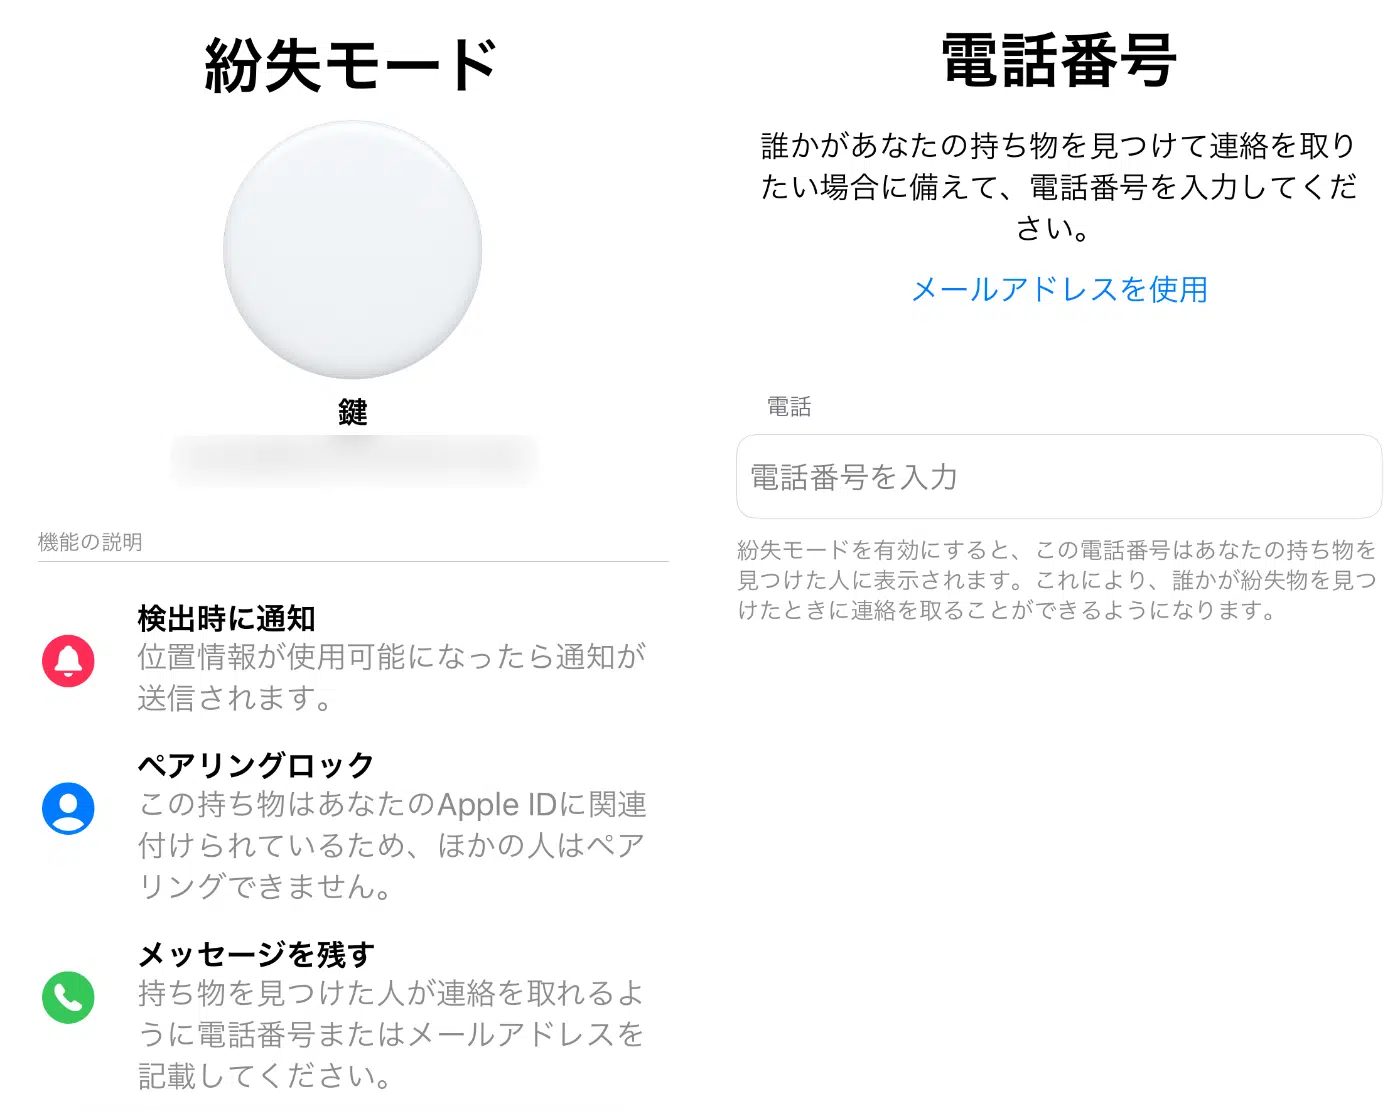 紛失モード
鍵
機能の説明
検出時に通知
位置情報が使用可能になったら通知が
送信されます。
ペアリングロック
この持ち物はあなたのApple IDに関連
付けられているため、ほかの人はペア
リングできません。
メッセージを残す
持ち物を見つけた人が連絡を取れるよ
うに電話番号またはメールアドレスを
記載してください。
電話番号
誰かがあなたの持ち物を見つけて連絡を取り
たい場合に備えて、電話番号を入力してくだ
さい。
メールアドレスを使用
電話
電話番号を入力
紛失モードを有効にすると、この電話番号はあなたの持ち物を
見つけた人に表示されます。これにより、誰かが紛失物を見つ
けたときに連絡を取ることができるようになります。